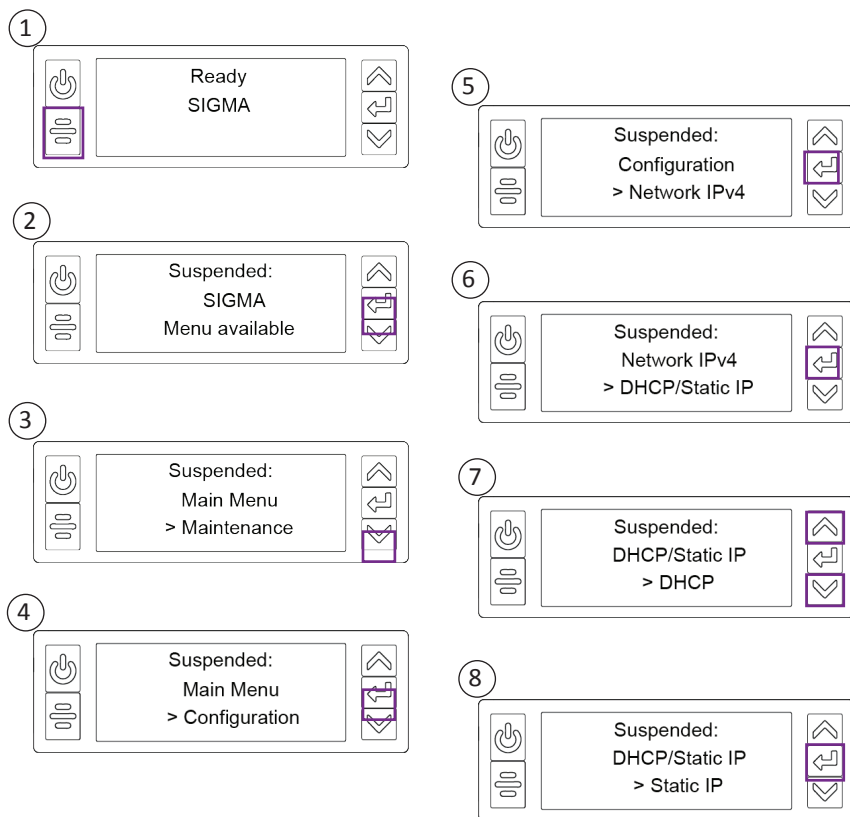 1
Ready
SIGMA
2
Suspended:
SIGMA
Menu available
3
Suspended:
Main Menu
> Maintenance
4
Suspended:
Main Menu
> Configuration
5
Suspended:
Configuration
> Network IPv4
6
Suspended:
Network IPv4
> DHCP/Static IP
7
Suspended:
DHCP/Static IP
> DHCP
8
Suspended:
DHCP/Static IP
> Static IP